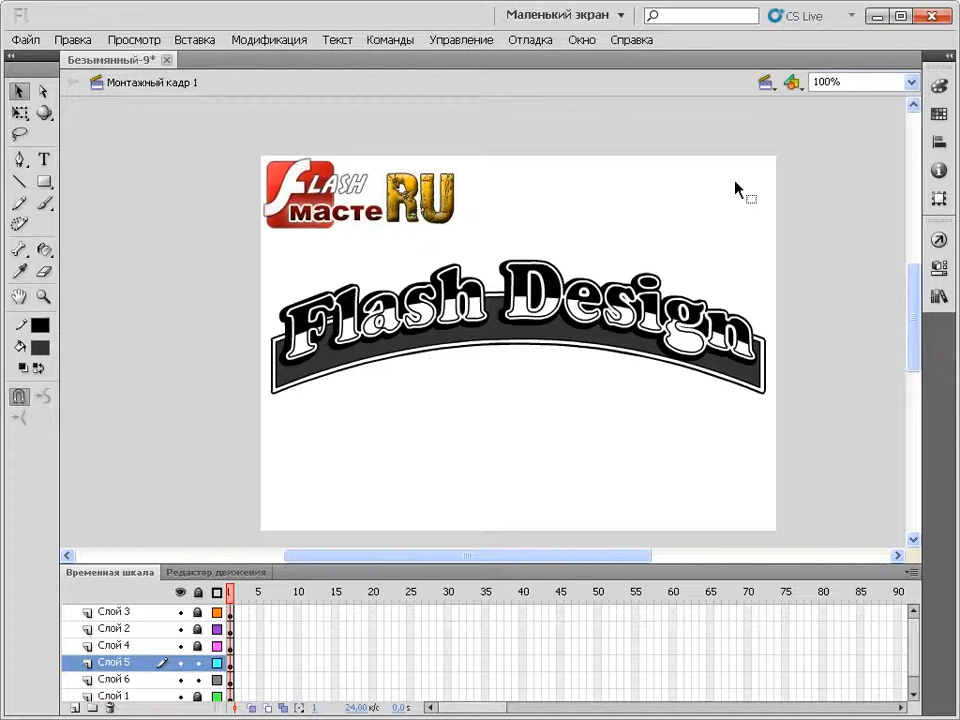 Fl
Маленький экран
CS Live
Файл Правка Просмотр Вставка Модификация Текст Команды Управление Отладка Окно Справка
Безымянный-9*
Монтажный кадр 1
100%
FLASH
мастеRU
Flash Design
Временная шкала Редактор движения
1 5 10 15 20 25 30 35 40 45 50 55 60 65 70 75 80 85 90
Слой 3
Слой 2
Слой 4
Слой 5
Слой 6
Слой 1
1 24,00 к/с 0,0 s